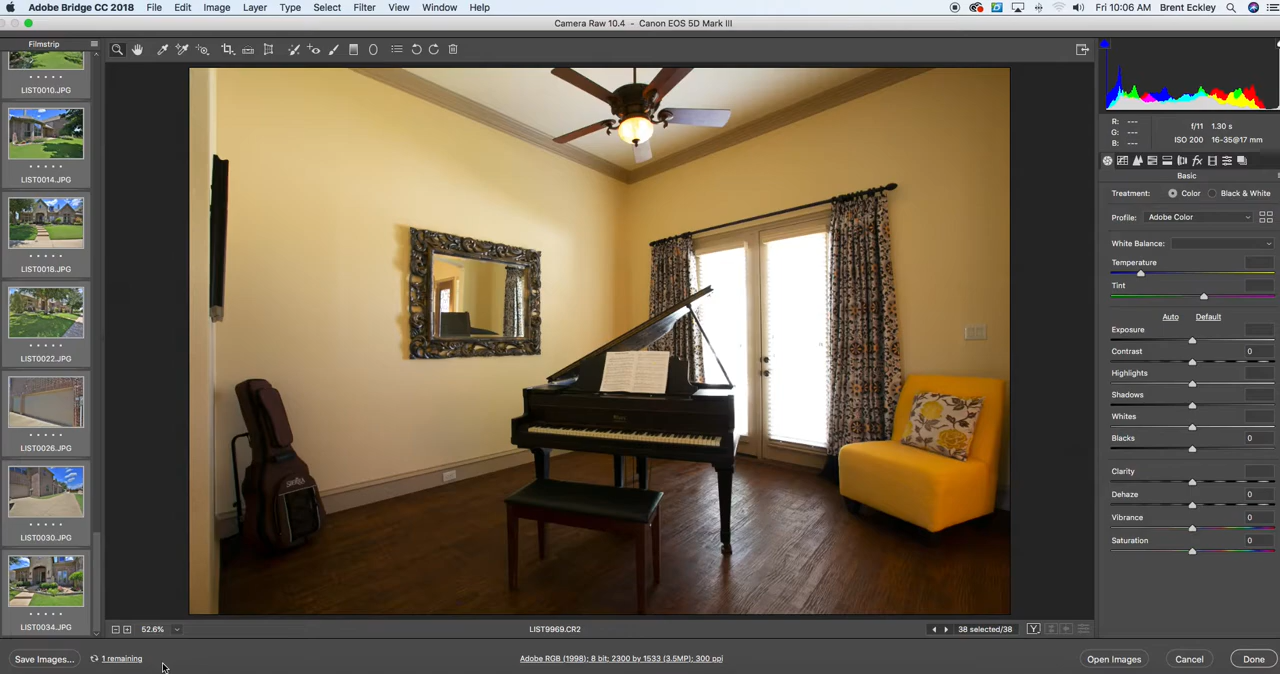 Adobe Bridge CC 2018 File Edit Image Layer Type Select Filter View Window Help Fri 10:06 AM Brent Eckley
Camera Raw 10.4 - Canon EOS 5D Mark III
Filmstrip
LIST0010.JPG
LIST0014.JPG
LIST0018.JPG
LIST0022.JPG
LIST0026.JPG
LIST0030.JPG
LIST0034.JPG
R: ---
G: ---
B: ---
f/11 1.30 s
ISO 200 16-35@17 mm
Basic
Treatment: Color Black & White
Profile: Adobe Color
White Balance:
Temperature
Tint
Auto Default
Exposure
Contrast 0
Highlights
Shadows
Whites
Blacks 0
Clarity
Dehaze 0
Vibrance 0
Saturation 0
52.6% LIST9969.CR2 38 selected/38 Y
Save Images... 1 remaining Adobe RGB (1998); 8 bit; 2300 by 1533 (3.5MP); 300 ppi Open Images Cancel Done